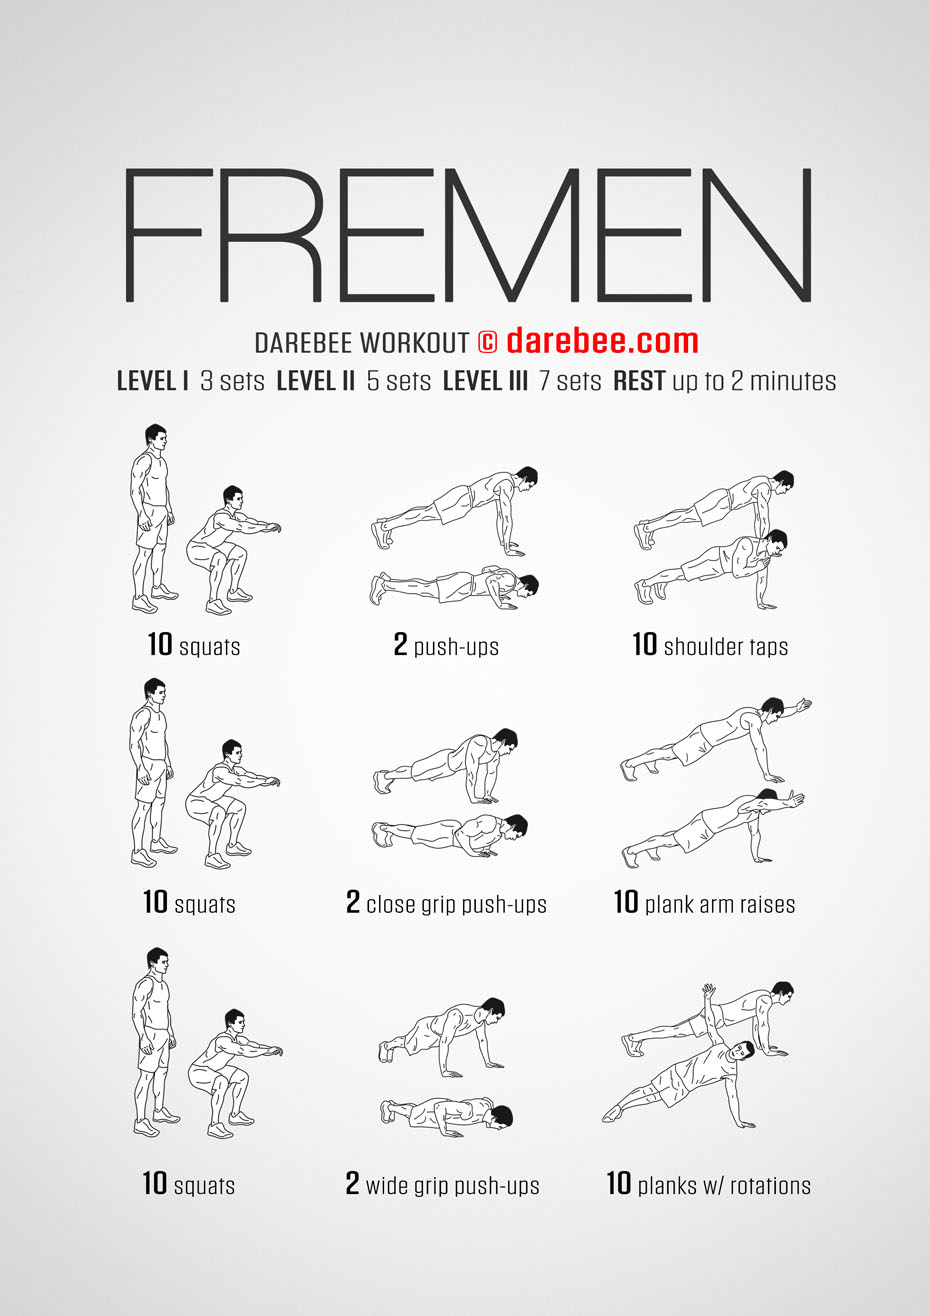 FREMEN
DAREBEE WORKOUT © darebee.com
LEVEL I 3 sets LEVEL II 5 sets LEVEL III 7 sets REST up to 2 minutes
10 squats
2 push-ups
10 shoulder taps
10 squats
2 close grip push-ups
10 plank arm raises
10 squats
2 wide grip push-ups
10 planks w/ rotations